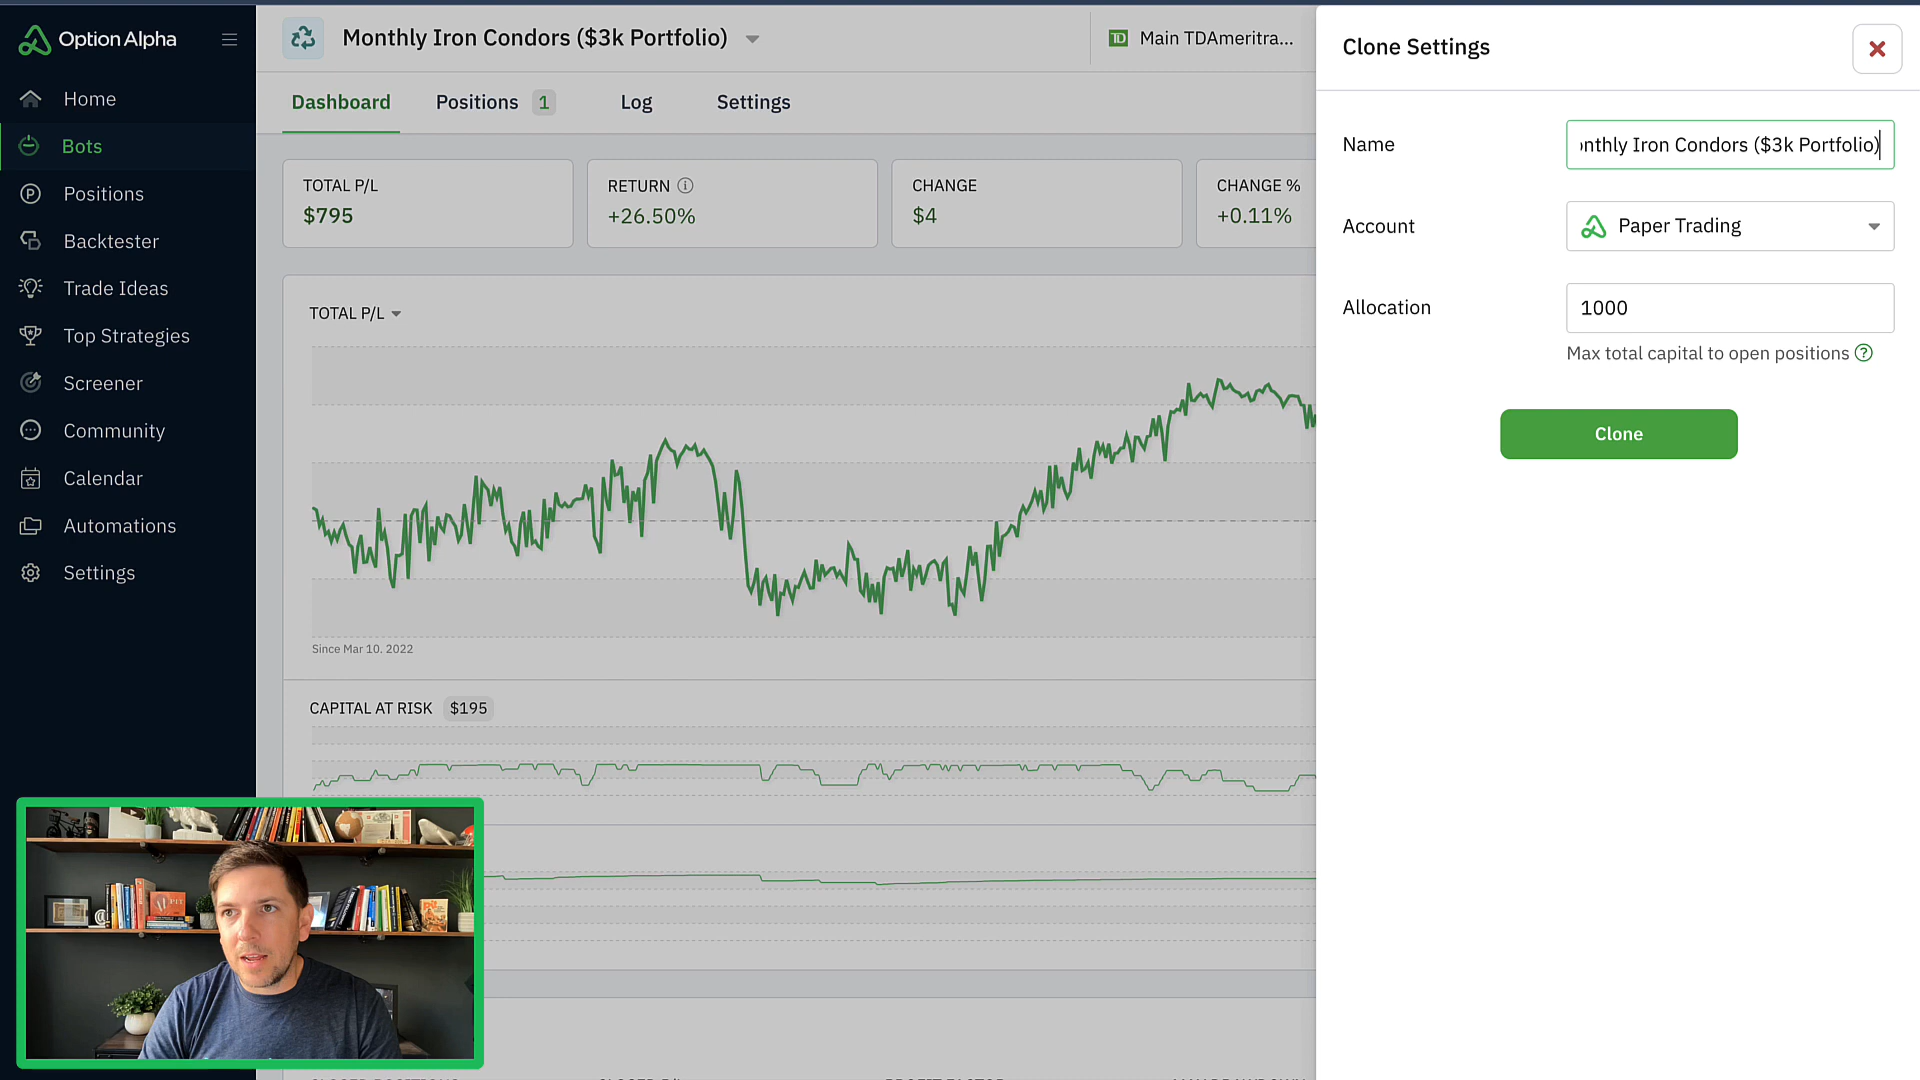 Option Alpha
Home
Bots
Positions
Backtester
Trade Ideas
Top Strategies
Screener
Community
Calendar
Automations
Settings
Monthly Iron Condors ($3k Portfolio)
Main TDAmeritra...
Dashboard
Positions 1
Log
Settings
TOTAL P/L
$795
RETURN
+26.50%
CHANGE
$4
CHANGE %
+0.11%
TOTAL P/L
Since Mar 10, 2022
CAPITAL AT RISK $195
Clone Settings
Name
nthly Iron Condors ($3k Portfolio)
Account
Paper Trading
Allocation
1000
Max total capital to open positions
Clone